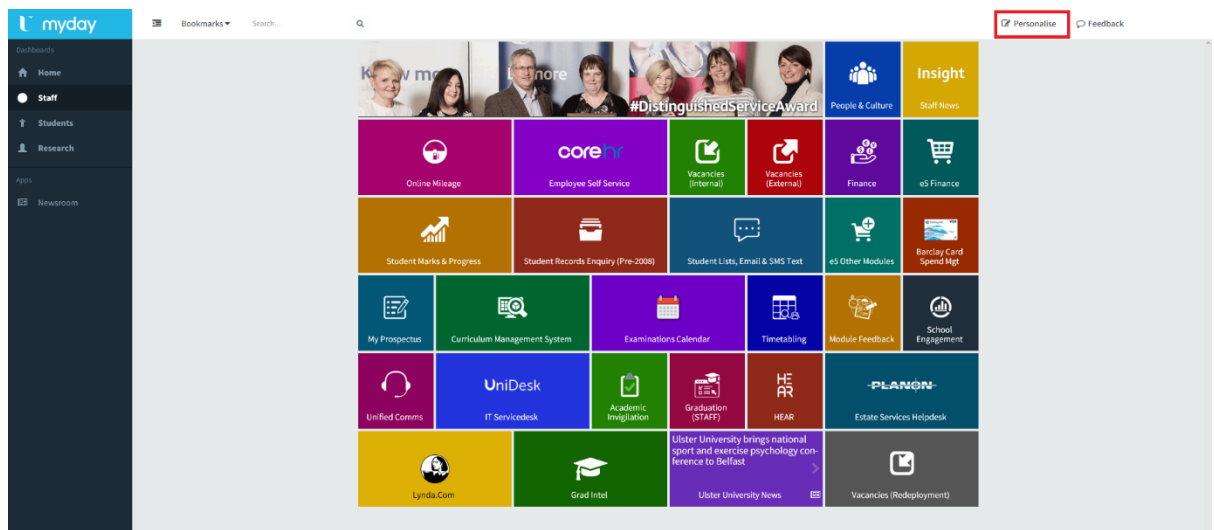 myday
Bookmarks
Search...
Personalise
Feedback
Dashboards
Home
Staff
Students
Research
Apps
Newsroom
#DistinguishedServiceAward
People & Culture
Insight
Staff News
Online Mileage
corehr
Employee Self Service
Vacancies
(Internal)
Vacancies
(External)
Finance
e5 Finance
Student Marks & Progress
Student Records Enquiry (Pre-2008)
Student Lists, Email & SMS Text
e5 Other Modules
Barclay Card
Spend Mgt
My Prospectus
Curriculum Management System
Examinations Calendar
Timetabling
Module Feedback
School
Engagement
Unified Comms
UniDesk
IT Servicedesk
Academic
Invigilation
Graduation
(STAFF)
HEAR
HEAR
PLANON
Estate Services Helpdesk
Lynda.Com
Grad Intel
Ulster University brings national
sport and exercise psychology con-
ference to Belfast
Ulster University News
Vacancies (Redeployment)